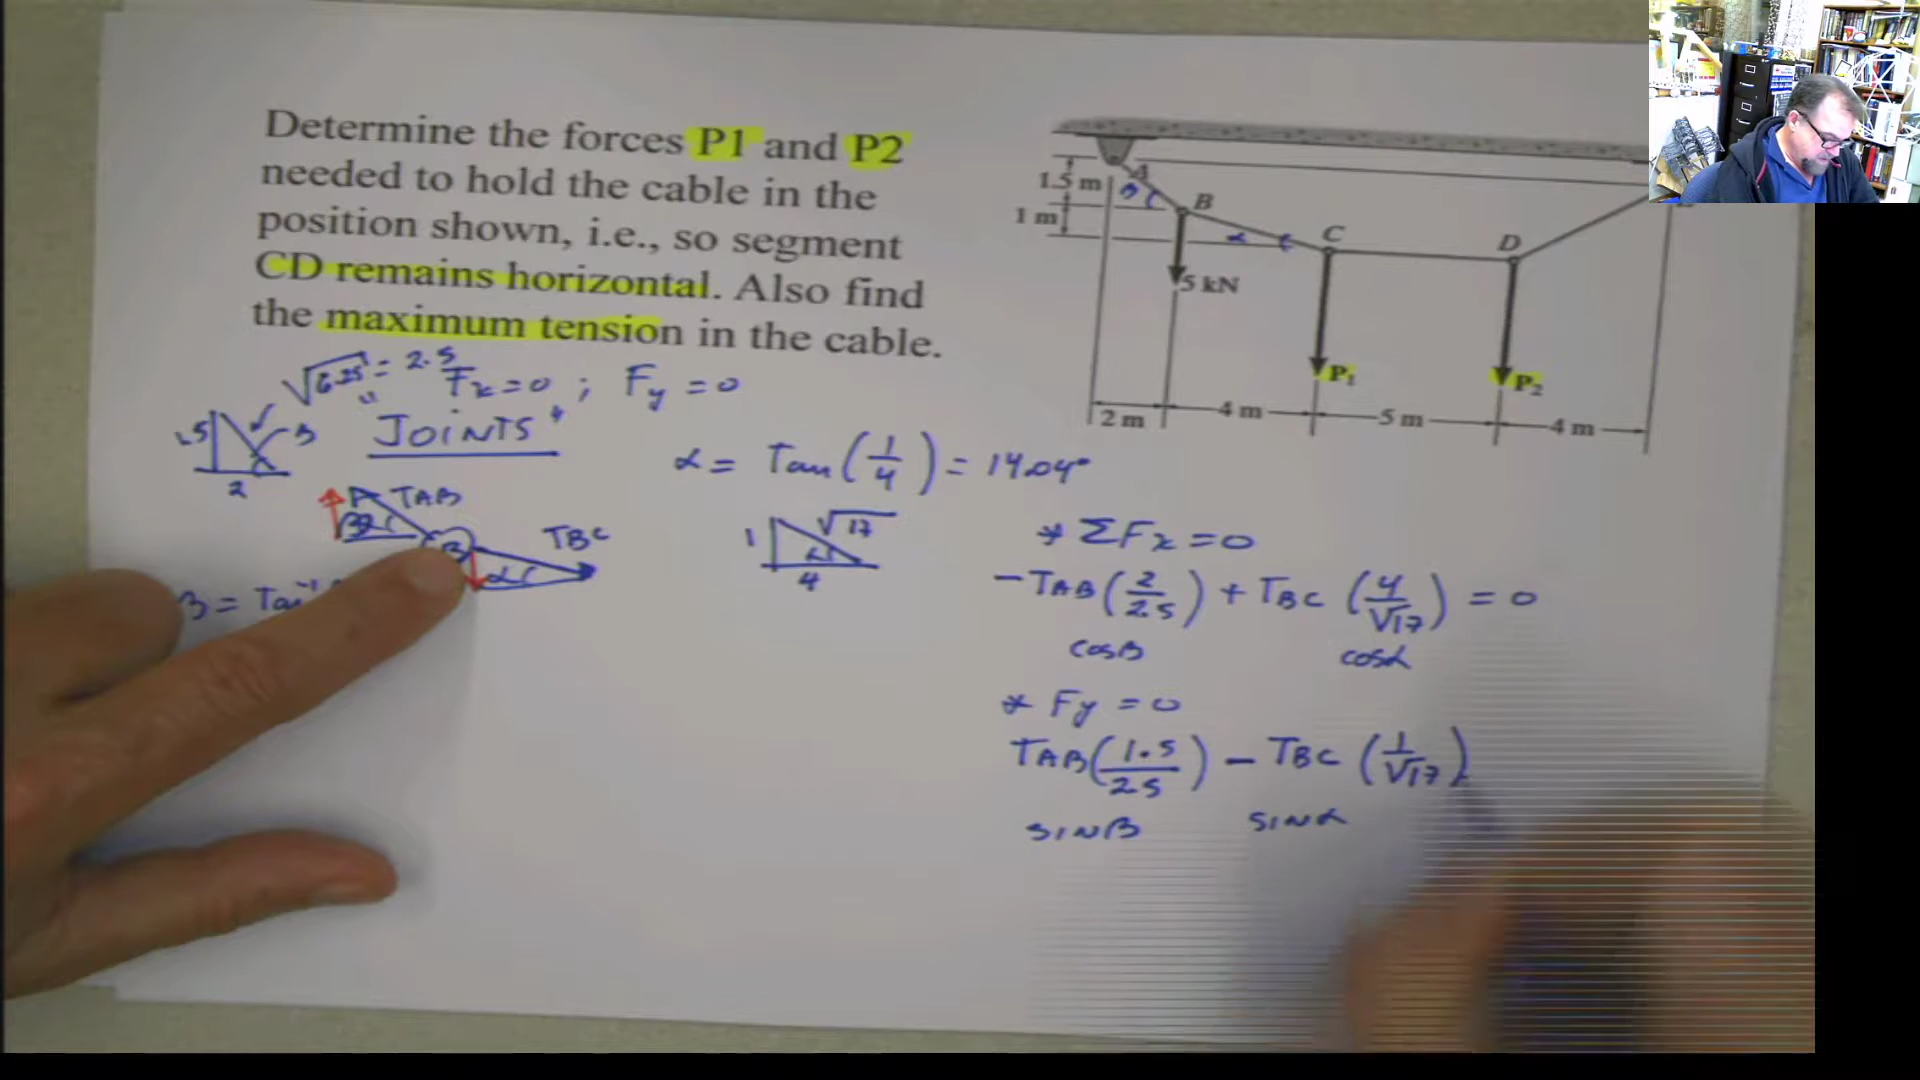 Determine the forces P1 and P2
needed to hold the cable in the
position shown, i.e., so segment
CD remains horizontal. Also find
the maximum tension in the cable.
A
1.5 m
B
1 m
α
C
D
5 kN
P₁
P₂
2 m
4 m
5 m
4 m
√6.25 = 2.5
Fx = 0 ; Fy = 0
"JOINTS"
1.5
β
2
α = Tan(1/4) = 14.04°
TAB
β
B
TBC
α
β = Tan⁻¹
1
√17
α
4
* ΣFx = 0
- TAB (2/2.5) + TBC (4/√17) = 0
cosβ
cosα
* Fy = 0
TAB (1.5/2.5) - TBC (1/√17)
sinβ
sinα